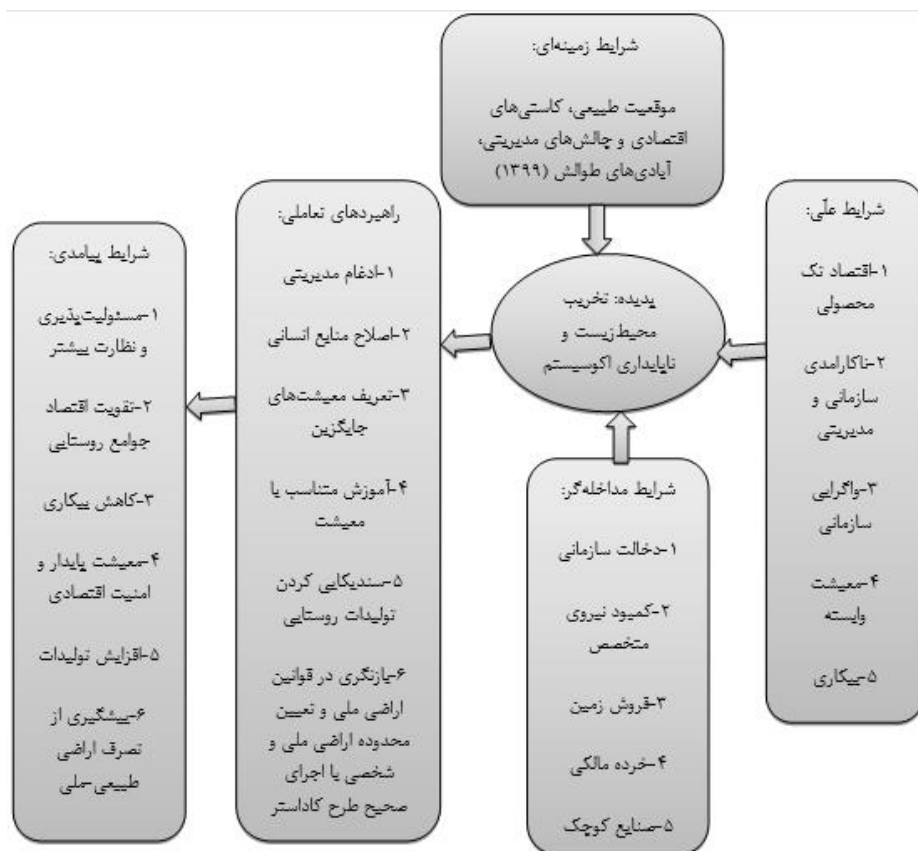 شرایط زمینه‌ای:
موقعیت طبیعی، کاستی‌های
اقتصادی و چالش‌های مدیریتی،
آبادی‌های طوالش (۱۳۹۹)
شرایط علّی:
۱-اقتصاد تک
محصولی
۲-ناکارامدی
سازمانی و
مدیریتی
۳-واگرایی
سازمانی
۴-معیشت
وابسته
۵-بیکاری
پدیده: تخریب
محیط‌زیست و
ناپایداری اکوسیستم
شرایط مداخله‌گر:
۱-دخالت سازمانی
۲-کمبود نیروی
متخصص
۳-فروش زمین
۴-خرده مالکی
۵-صنایع کوچک
راهبردهای تعاملی:
۱-ادغام مدیریتی
۲-اصلاح منابع انسانی
۳-تعریف معیشت‌های
جایگزین
۴-آموزش متناسب با
معیشت
۵-سندیکایی کردن
تولیدات روستایی
۶-بازنگری در قوانین
اراضی ملی و تعیین
محدوده اراضی ملی و
شخصی با اجرای
صحیح طرح کاداستر
شرایط پیامدی:
۱-مسئولیت‌پذیری
و نظارت بیشتر
۲-تقویت اقتصاد
جوامع روستایی
۳-کاهش بیکاری
۴-معیشت پایدار و
امنیت اقتصادی
۵-افزایش تولیدات
۶-پیشگیری از
تصرف اراضی
طبیعی-ملی